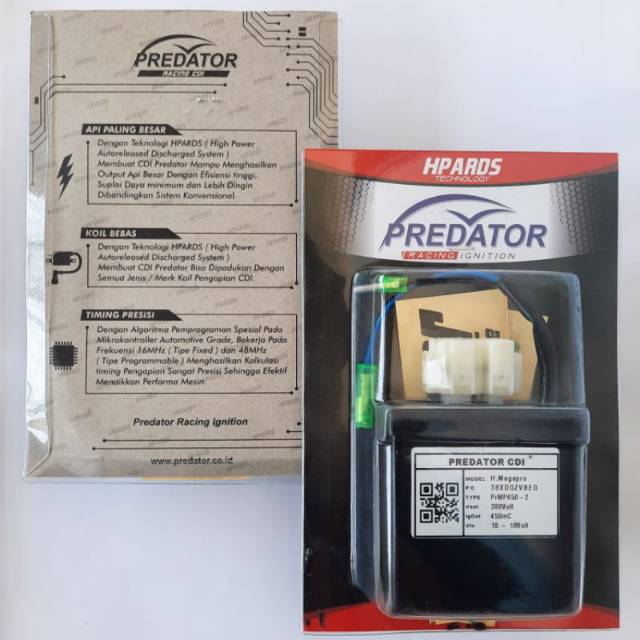 PREDATOR
RACING CDI
API PALING BESAR
Dengan Teknologi HPARDS ( High Power
Autoreleased Discharged System )
Membuat CDI Predator Mampu Menghasilkan
Output Api Besar Dengan Efisiensi tinggi,
Suplai Daya minimum dan Lebih Dingin
Dibandingkan Sistem Konvensional.
KOIL BEBAS
Dengan Teknologi HPARDS ( High Power
Autoreleased Discharged System )
Membuat CDI Predator Bisa Dipadukan Dengan
Semua Jenis / Merk Koil Pengapian CDI.
TIMING PRESISI
Dengan Algoritma Pemprograman Spesial Pada
Mikrokontroller Automotive Grade, Bekerja Pada
Frekuensi 16MHz ( Tipe Fixed ) dan 48MHz
( Tipe Programmable ) Menghasilkan Kalkulasi
timing Pengapian Sangat Presisi Sehingga Efektif
Menaikkan Performa Mesin.
Predator Racing Ignition
www.predator.co.id
HPARDS
TECHNOLOGY
PREDATOR
RACING IGNITION
PREDATOR CDI
MODEL H.Megapro
P.C 38XDQZVBEQ
TYPE PrMP450-2
Vout 300Volt
IgOut 450mC
Vin 10 - 18Volt